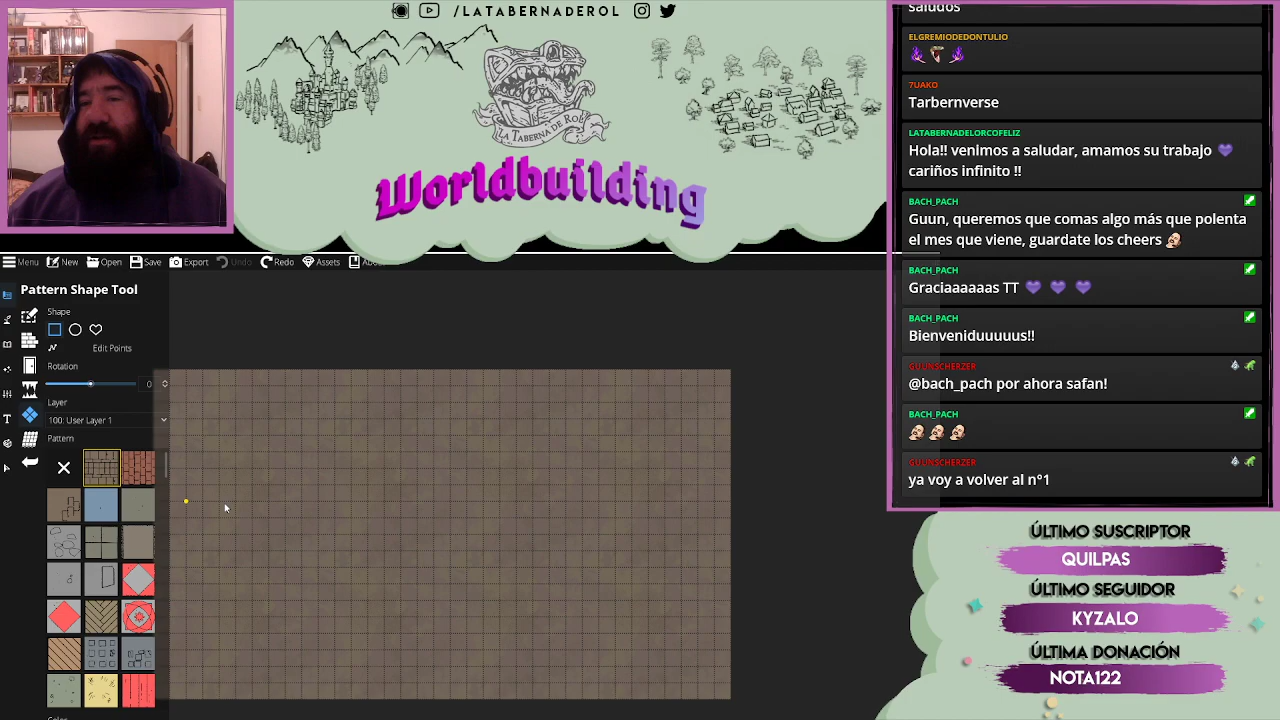 /LATABERNADEROL
LA TABERNA DE ROL
Worldbuilding
Menu New Open Save Export Undo Redo Assets
Pattern Shape Tool
Shape
Edit Points
Rotation
0
Layer
100: User Layer 1
Pattern
Color
saludos
ELGREMIODEDONTULIO
7UAKO
Tarbernverse
LATABERNADELORCOFELIZ
Hola!! venimos a saludar, amamos su trabajo 💜
cariños infinito !!
BACH_PACH
Guun, queremos que comas algo más que polenta
el mes que viene, guardate los cheers
BACH_PACH
Graciaaaaaas TT 💜 💜 💜
BACH_PACH
Bienveniduuuuus!!
GUUNSCHERZER
@bach_pach por ahora safan!
BACH_PACH
GUUNSCHERZER
ya voy a volver al n°1
ÚLTIMO SUSCRIPTOR
QUILPAS
ÚLTIMO SEGUIDOR
KYZALO
ÚLTIMA DONACIÓN
NOTA122